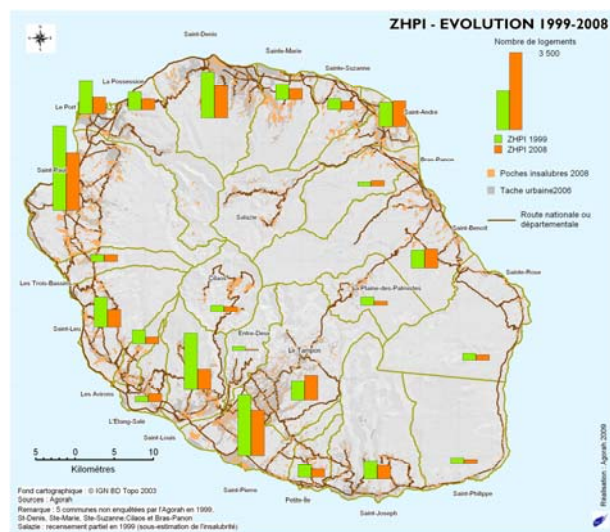 ZHPI - EVOLUTION 1999-2008
Nombre de logements
3 500
ZHPI 1999
ZHPI 2008
Poches insalubres 2008
Tache urbaine2006
Route nationale ou
départementale
Saint-Denis
Sainte-Marie
Sainte-Suzanne
La Possession
Le Port
Saint-André
Bras-Panon
Saint-Paul
Salazie
Saint-Benoit
Sainte-Rose
Les Trois-Bassins
Cilaos
La Plaine-des-Palmistes
Saint-Leu
Entre-Deux
Le Tampon
Les Avirons
L'Etang-Salé
Saint-Louis
Saint-Pierre
Petite-Île
Saint-Joseph
Saint-Philippe
5 0 5 10
Kilomètres
Fond cartographique : © IGN BD Topo 2003
Sources : Agorah
Remarque : 5 communes non enquêtées par l'Agorah en 1999,
St-Denis, Ste-Marie, Ste-Suzanne,Cilaos et Bras-Panon
Salazie : recensement partiel en 1999 (sous-estimation de l'insalubrité)
Réalisation : Agorah 2009